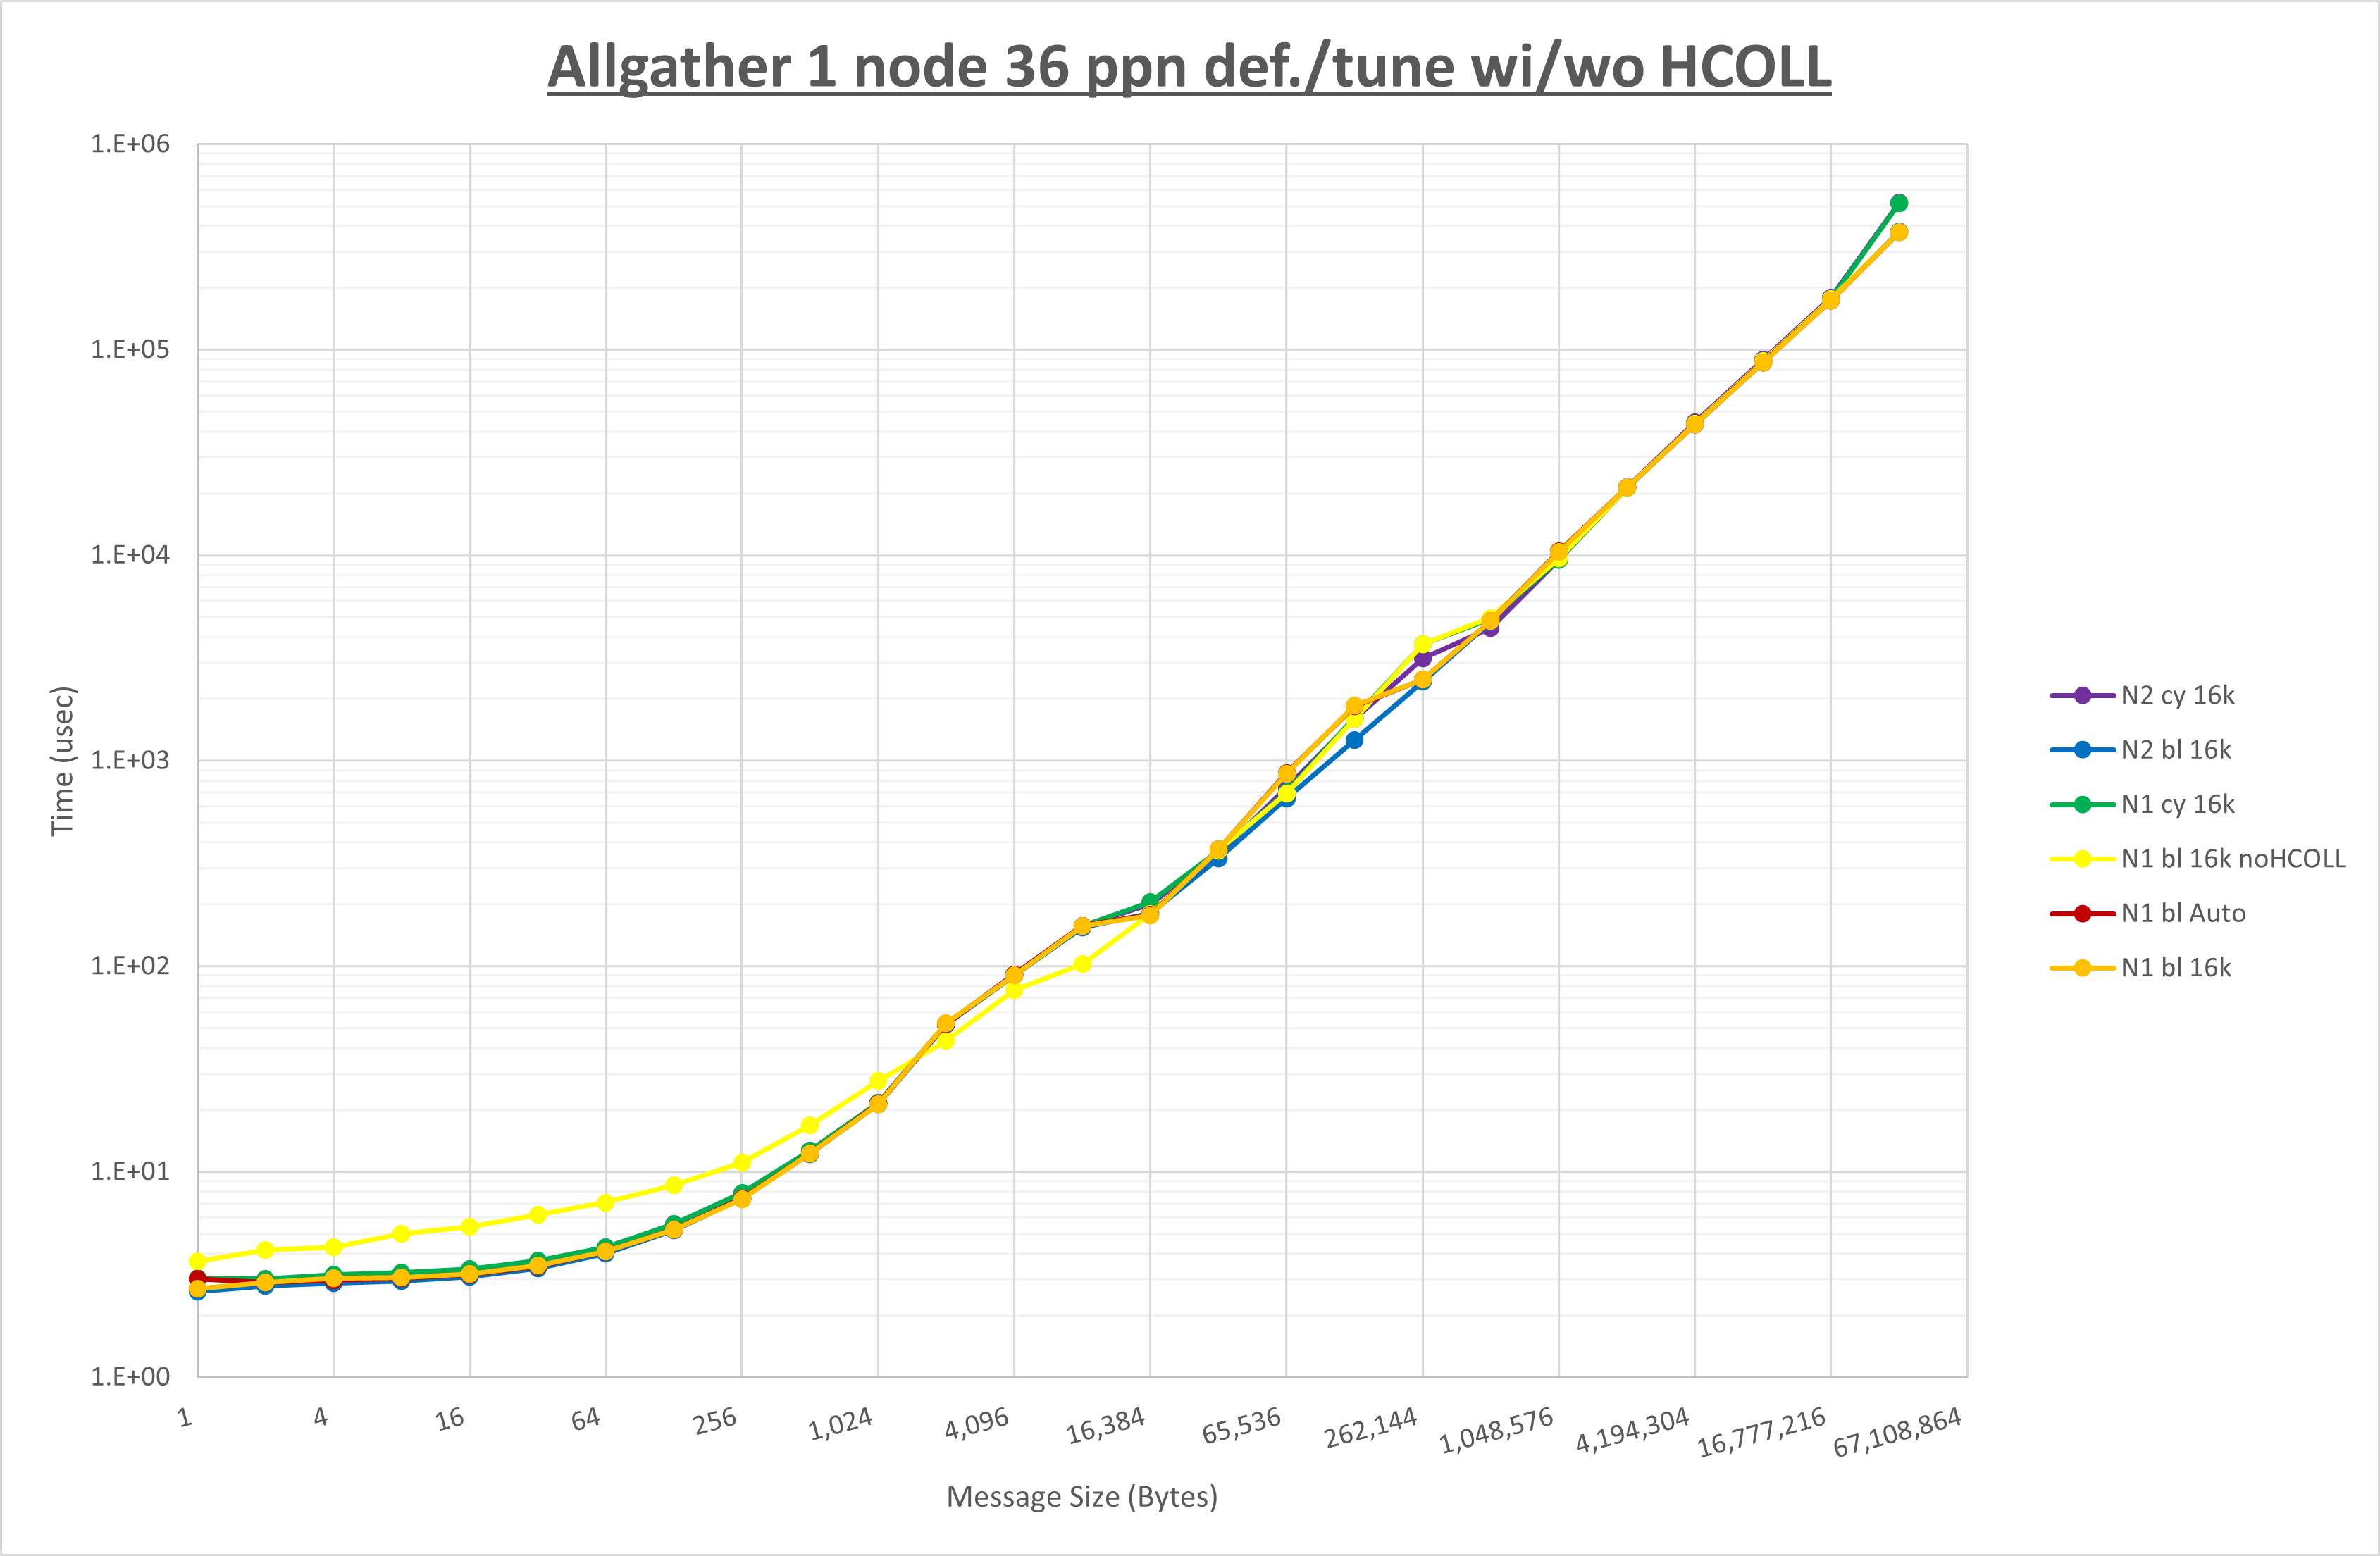 Allgather 1 node 36 ppn def./tune wi/wo HCOLL
1.E+06
1.E+05
1.E+04
1.E+03
1.E+02
1.E+01
1.E+00
Time (usec)
1
4
16
64
256
1,024
4,096
16,384
65,536
262,144
1,048,576
4,194,304
16,777,216
67,108,864
Message Size (Bytes)
N2 cy 16k
N2 bl 16k
N1 cy 16k
N1 bl 16k noHCOLL
N1 bl Auto
N1 bl 16k